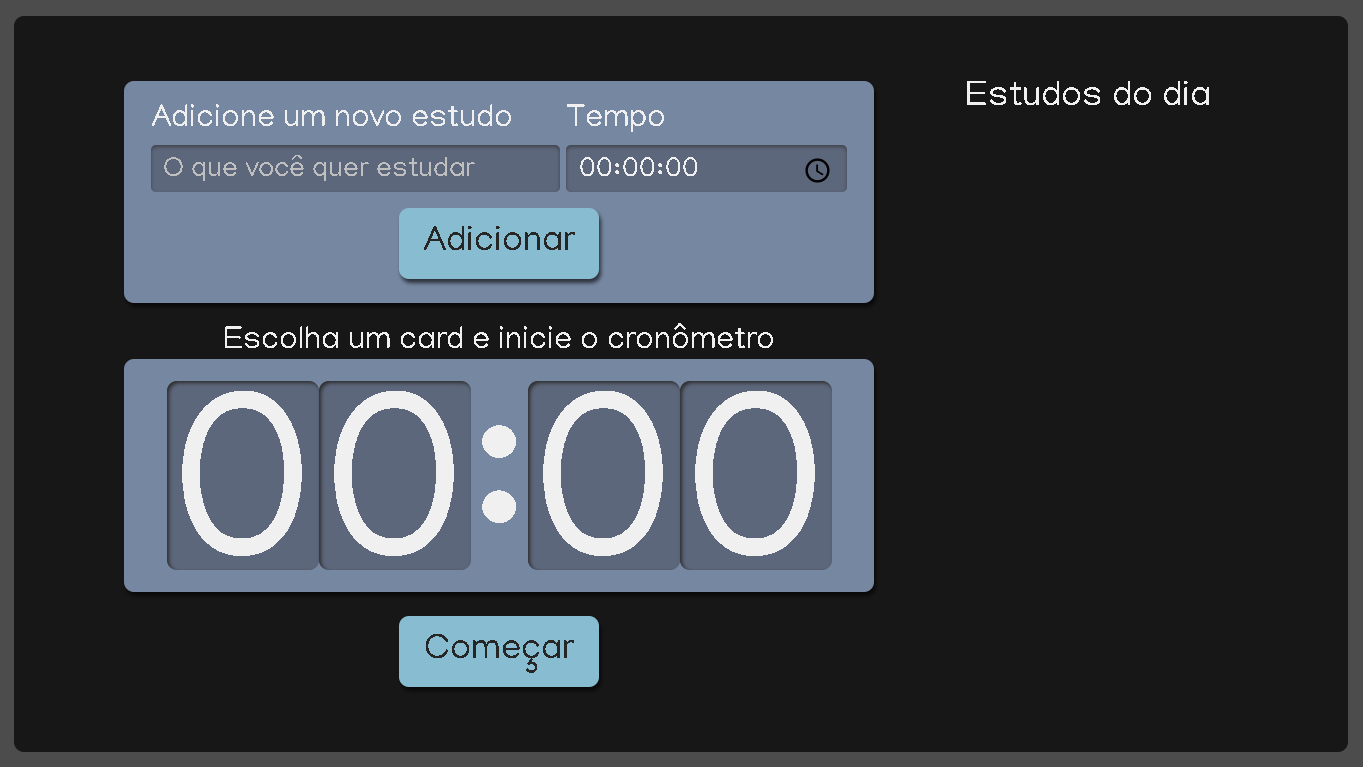 Adicione um novo estudo
Tempo
O que você quer estudar
00:00:00
Adicionar
Escolha um card e inicie o cronômetro
00:00
Começar
Estudos do dia